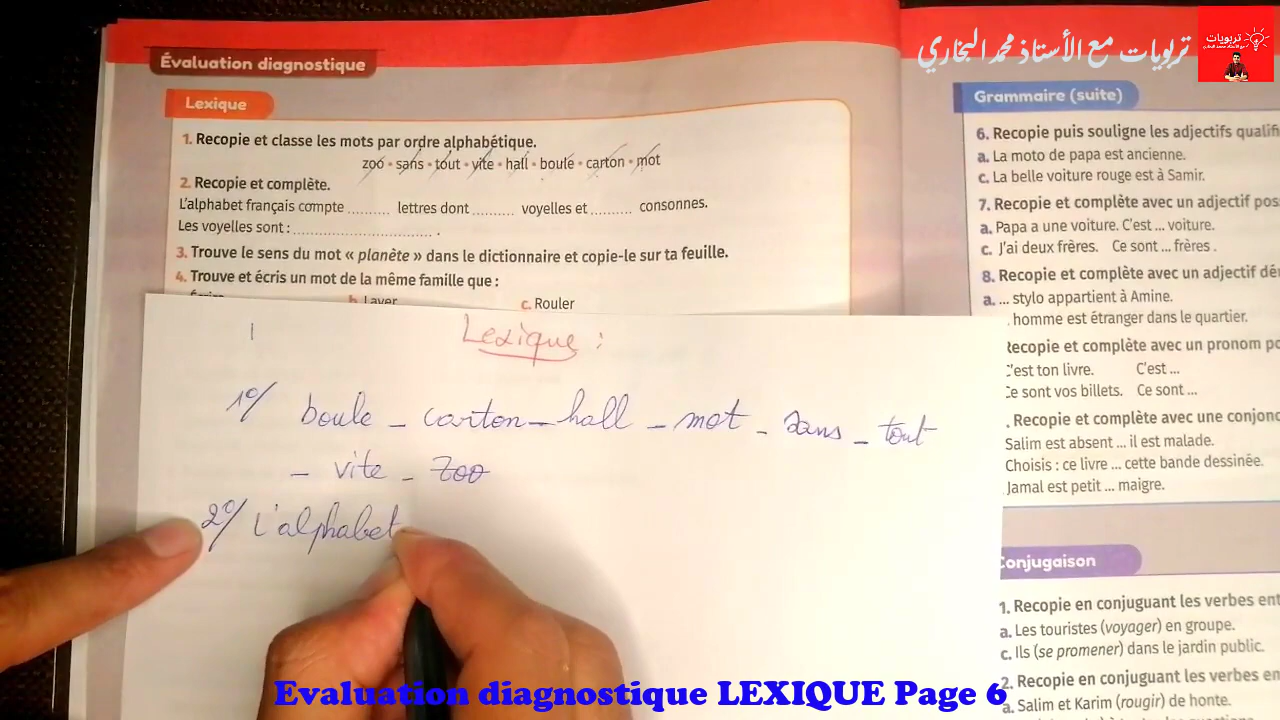 تربويات مع الأستاذ محمد البخاري
تربويات
Évaluation diagnostique
Lexique
1. Recopie et classe les mots par ordre alphabétique.
zoo • sans • tout • vite • hall • boule • carton • mot
2. Recopie et complète.
L'alphabet français compte .......... lettres dont .......... voyelles et .......... consonnes.
Les voyelles sont : .................................. .
3. Trouve le sens du mot « planète » dans le dictionnaire et copie-le sur ta feuille.
4. Trouve et écris un mot de la même famille que :
b. Laver c. Rouler
Lexique :
1°/ boule - carton - hall - mot - sans - tout
- vite - zoo
2°/ L'alphabet
Grammaire (suite)
6. Recopie puis souligne les adjectifs qualifi
a. La moto de papa est ancienne.
c. La belle voiture rouge est à Samir.
7. Recopie et complète avec un adjectif pos
a. Papa a une voiture. C'est ... voiture.
c. J'ai deux frères. Ce sont ... frères .
8. Recopie et complète avec un adjectif dé
a. ... stylo appartient à Amine.
. homme est étranger dans le quartier.
Recopie et complète avec un pronom po
C'est ton livre. C'est ...
Ce sont vos billets. Ce sont ...
. Recopie et complète avec une conjonc
Salim est absent ... il est malade.
Choisis : ce livre ... cette bande dessinée.
Jamal est petit ... maigre.
Conjugaison
1. Recopie en conjuguant les verbes ent
a. Les touristes (voyager) en groupe.
c. Ils (se promener) dans le jardin public.
2. Recopie en conjuguant les verbes en
a. Salim et Karim (rougir) de honte.
Evaluation diagnostique LEXIQUE Page 6